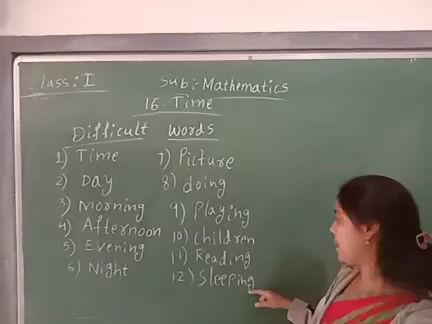 lass: I Sub: Mathematics
16. Time
Difficult words
1) Time 7) Picture
2) Day 8) doing
3) Morning 9) Playing
4) Afternoon 10) children
5) Evening 11) Reading
6) Night 12) Sleeping